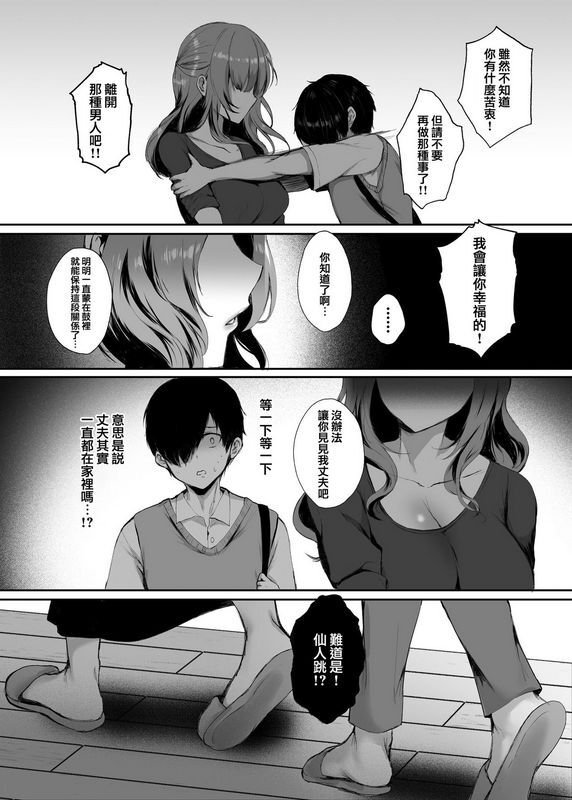 雖然不知道
你有什麼苦衷！
但請不要
再做那種事了!!
離開
那種男人吧!!
我會讓你幸福的！
……
你知道了啊…
明明一直蒙在鼓裡
就能保持這段關係了…
沒辦法
讓你見見我丈夫吧
等一下等一下
意思是說
丈夫其實
一直都在家裡嗎…!?
難道是！
仙人跳!?